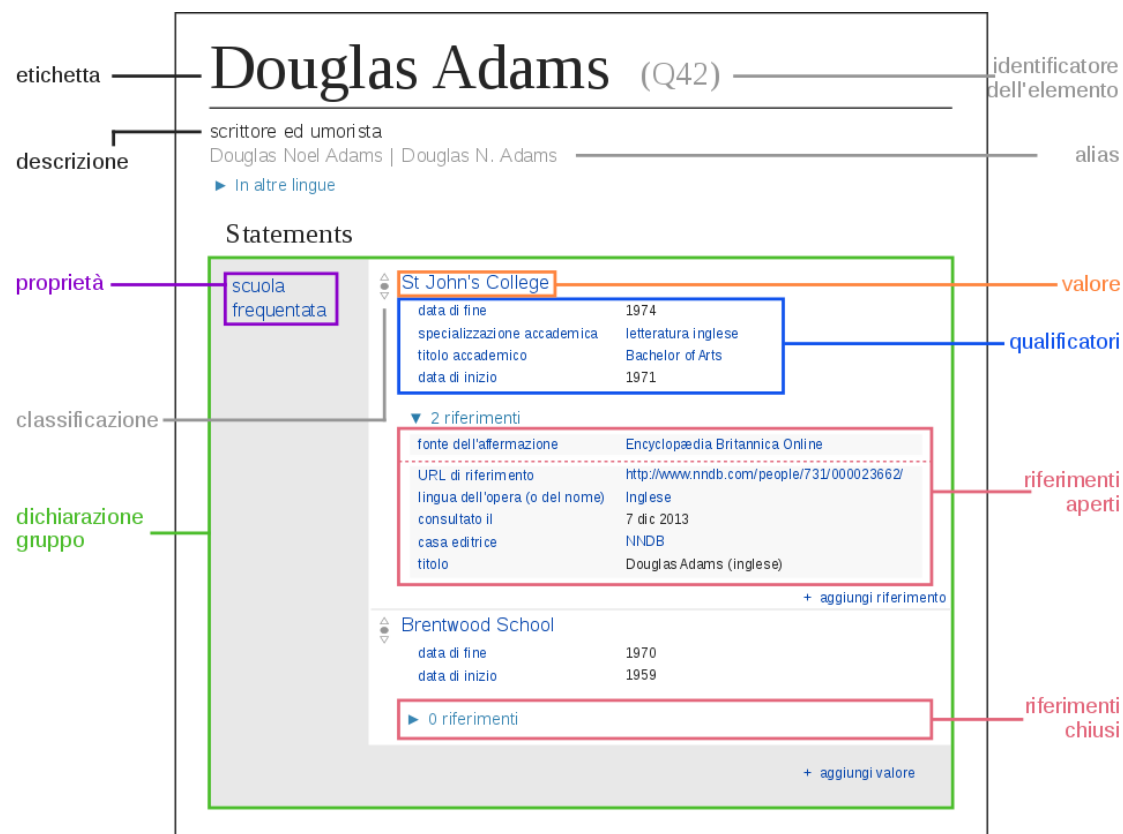 etichetta
Douglas Adams (Q42)
identificatore
dell'elemento
descrizione
scrittore ed umorista
Douglas Noel Adams | Douglas N. Adams
alias
► In altre lingue
Statements
proprietà
scuola
frequentata
St John's College
valore
data di fine 1974
specializzazione accademica letteratura inglese
titolo accademico Bachelor of Arts
data di inizio 1971
qualificatori
classificazione
▼ 2 riferimenti
fonte dell'affermazione Encyclopædia Britannica Online
URL di riferimento http://www.nndb.com/people/731/000023662/
lingua dell'opera (o del nome) Inglese
consultato il 7 dic 2013
casa editrice NNDB
titolo Douglas Adams (inglese)
riferimenti
aperti
dichiarazione
gruppo
+ aggiungi riferimento
Brentwood School
data di fine 1970
data di inizio 1959
► 0 riferimenti
riferimenti
chiusi
+ aggiungi valore